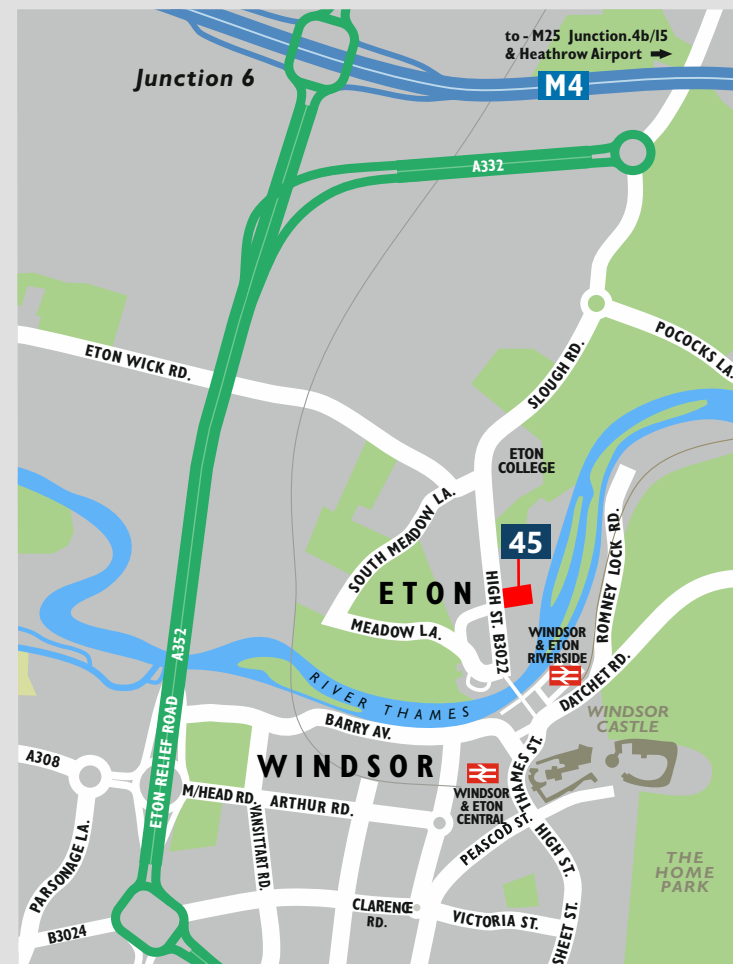 to - M25 Junction.4b/15
& Heathrow Airport
Junction 6
M4
A332
POCOCKS LA.
ETON WICK RD.
SLOUGH RD.
ETON
COLLEGE
SOUTH MEADOW LA.
45
ROMNEY LOCK RD.
ETON
HIGH ST. B3022
MEADOW LA.
WINDSOR
& ETON
RIVERSIDE
A352
DATCHET RD.
RIVER THAMES
ETON RELIEF ROAD
BARRY AV.
WINDSOR
CASTLE
A308
WINDSOR
THAMES ST.
M/HEAD RD.
ARTHUR RD.
WINDSOR
& ETON
CENTRAL
VANSITTART RD.
PEASCOD ST.
HIGH ST.
PARSONAGE LA.
THE
HOME
PARK
CLARENCE
RD.
VICTORIA ST.
B3024
SHEET ST.